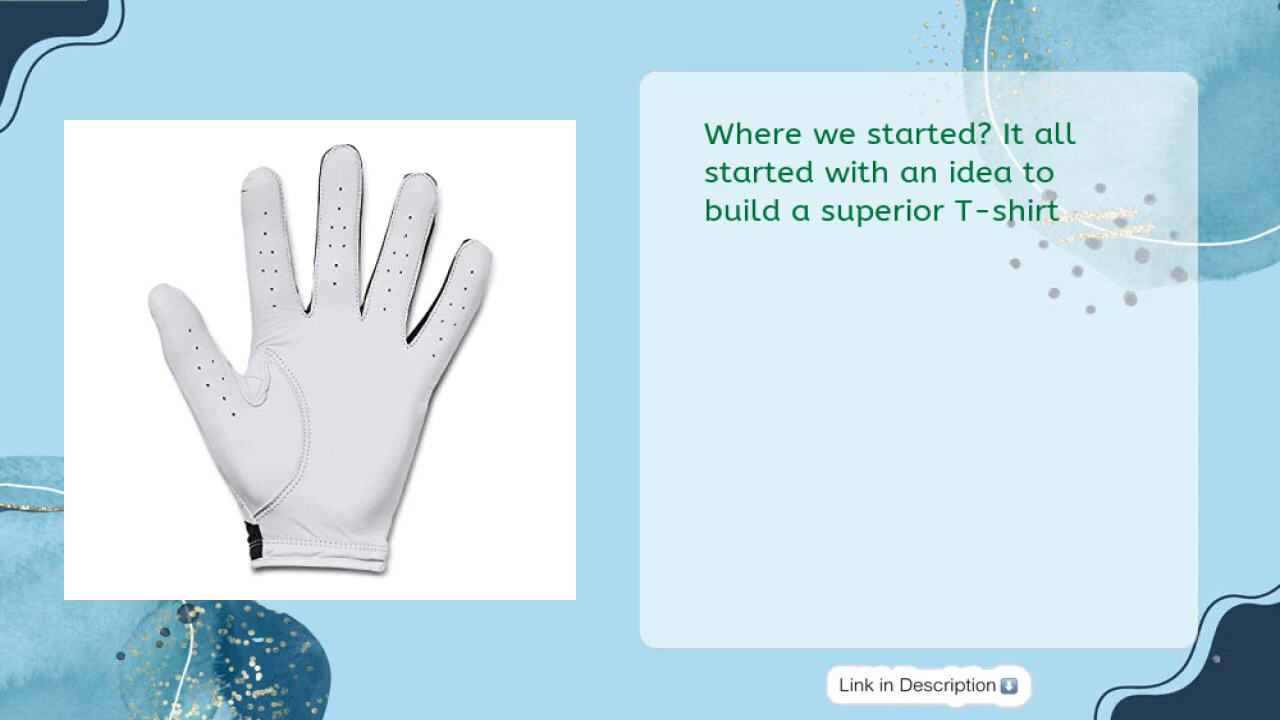 Where we started? It all
started with an idea to
build a superior T-shirt
Link in Description ⬇️